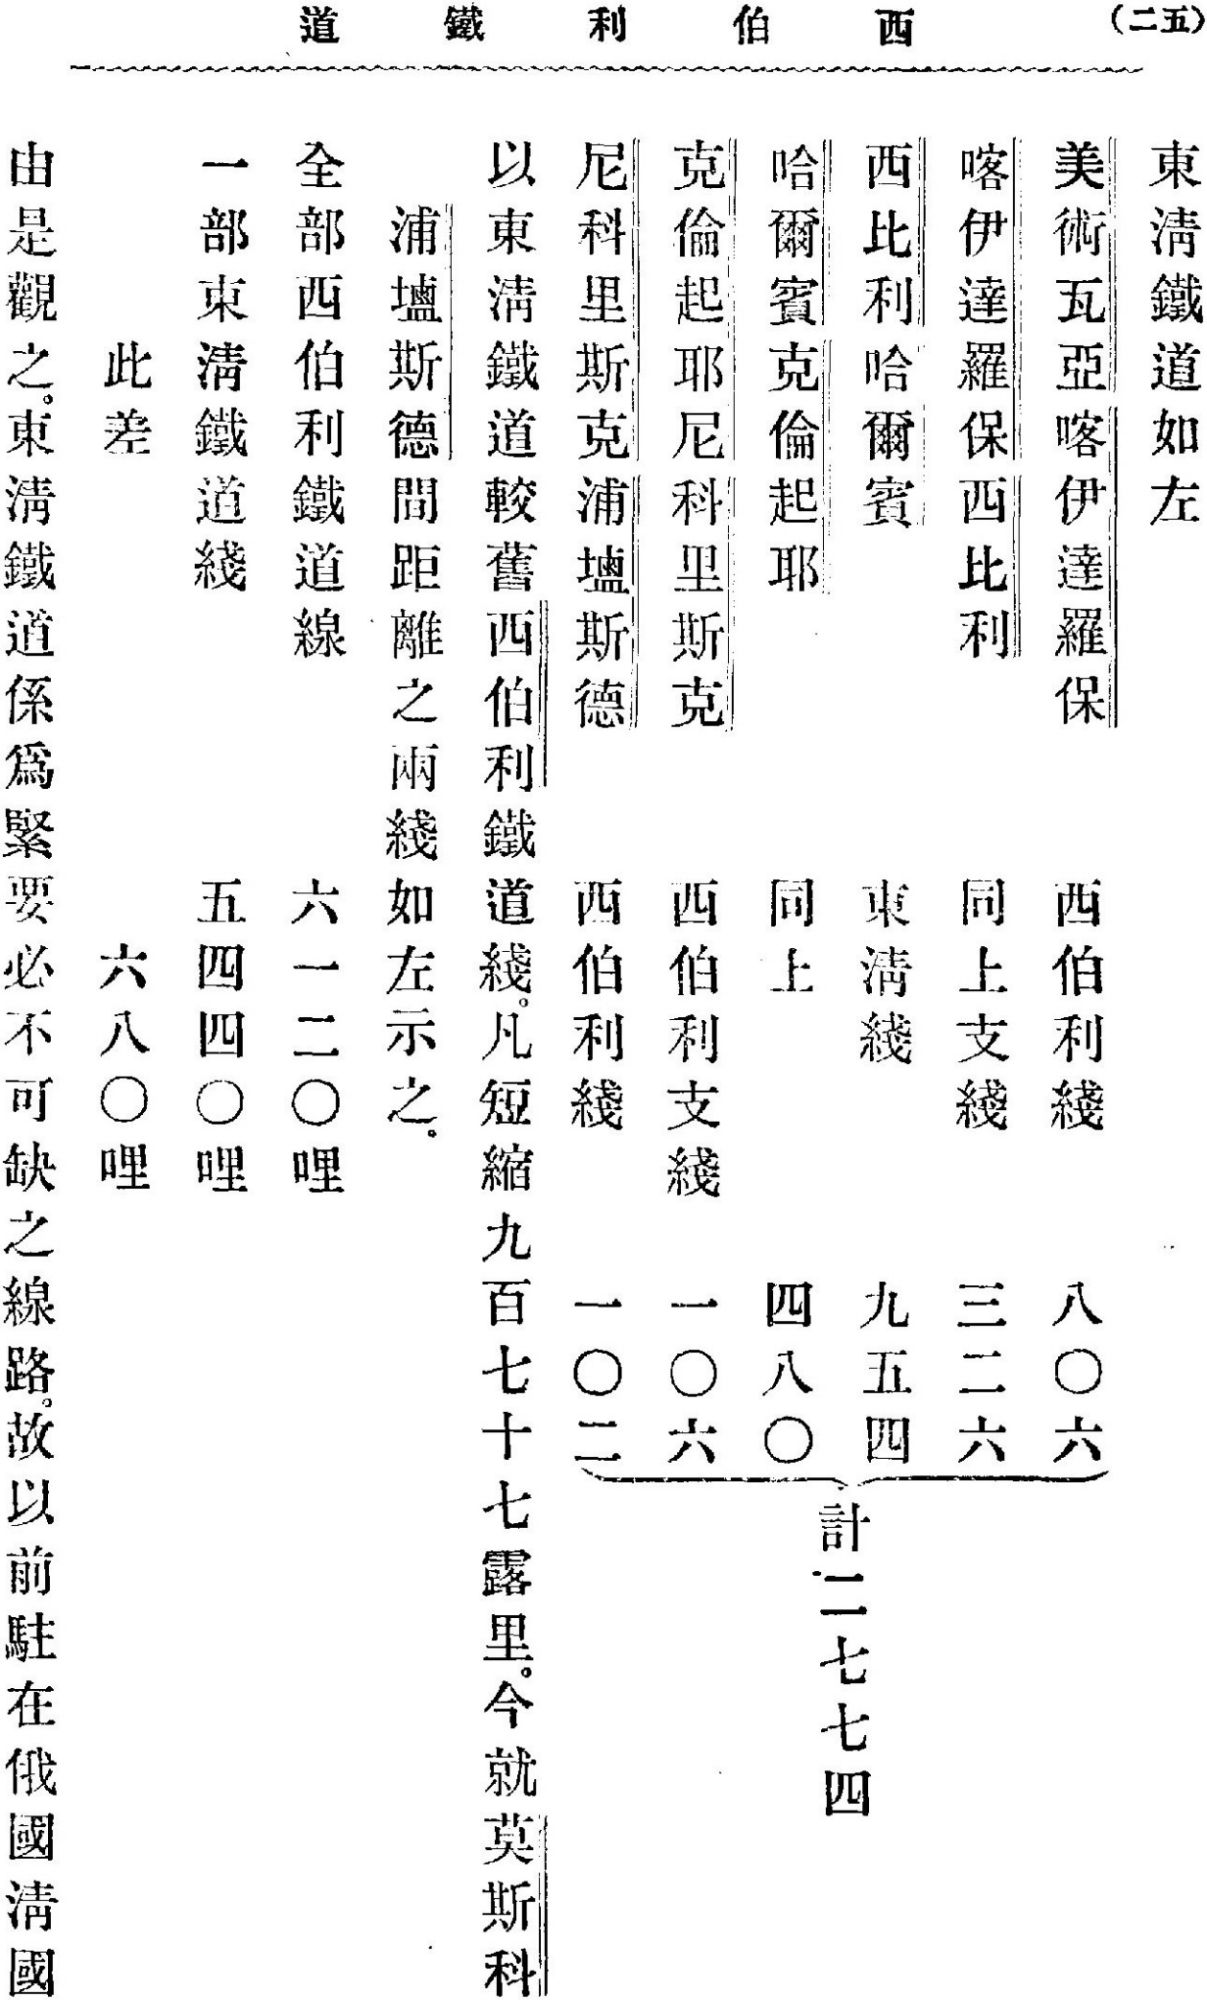 (二五)
西伯利鐵道
東淸鐵道如左
美術瓦亞喀伊達羅保 西伯利綫 八〇六
喀伊達羅保西比利 同上支綫 三二六
西比利哈爾賓 東淸綫 九五四
哈爾賓克倫起耶 同上 四八〇
克倫起耶尼科里斯克 西伯利支綫 一〇六
尼科里斯克浦壚斯德 西伯利綫 一〇二
計二七七四
以東淸鐵道較舊西伯利鐵道綫。凡短縮九百七十七露里。今就莫斯科
浦壚斯德間距離之兩綫如左示之。
全部西伯利鐵道線 六一二〇哩
一部東淸鐵道綫 五四四〇哩
此差 六八〇哩
由是觀之。東淸鐵道係爲緊要必不可缺之線路。故以前駐在俄國淸國